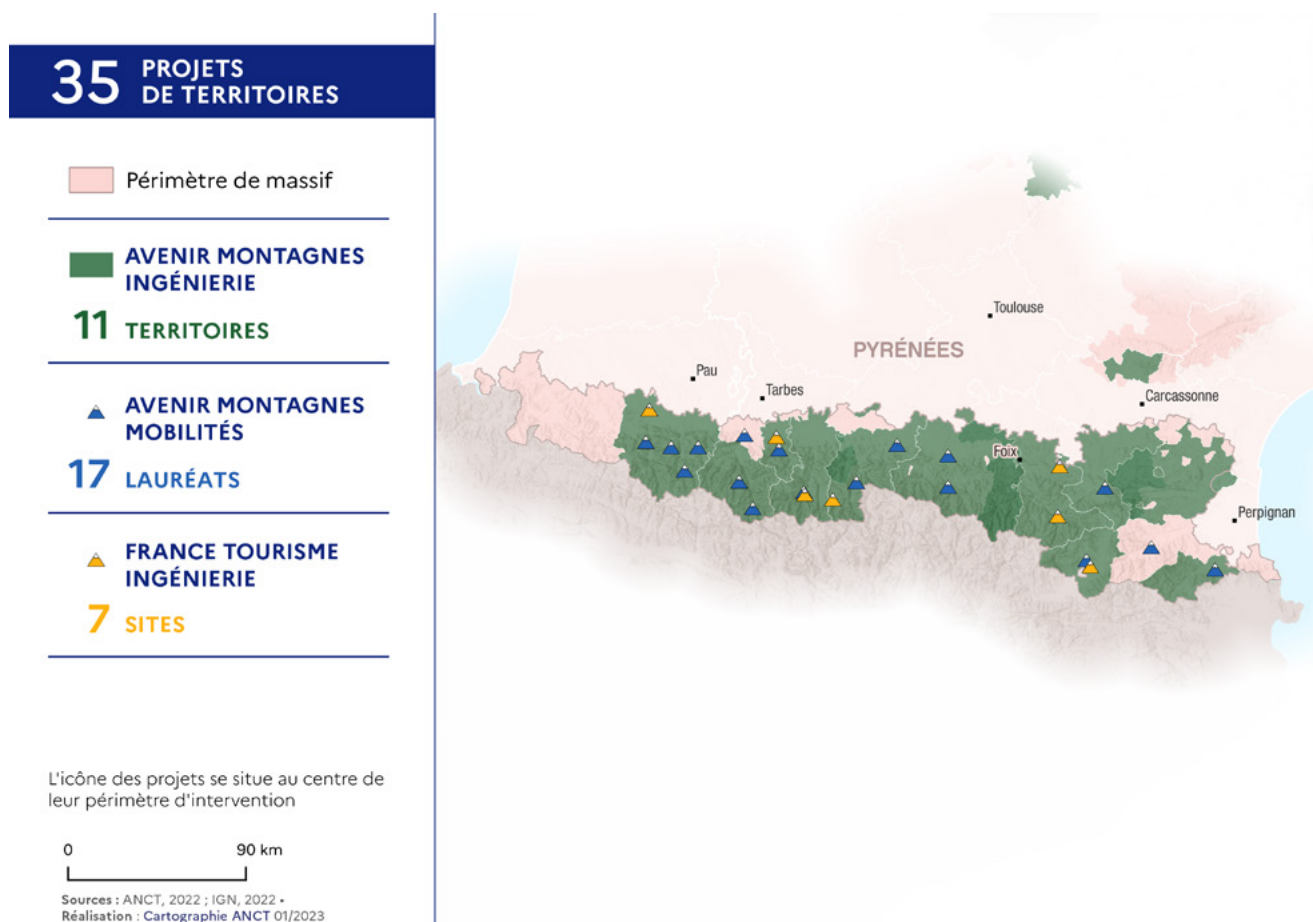 35 PROJETS
DE TERRITOIRES
Périmètre de massif
AVENIR MONTAGNES
INGÉNIERIE
11 TERRITOIRES
AVENIR MONTAGNES
MOBILITÉS
17 LAURÉATS
FRANCE TOURISME
INGÉNIERIE
7 SITES
L'icône des projets se situe au centre de
leur périmètre d'intervention
0 90 km
Sources : ANCT, 2022 ; IGN, 2022 •
Réalisation : Cartographie ANCT 01/2023
Toulouse
PYRÉNÉES
Pau
Tarbes
Carcassonne
Foix
Perpignan